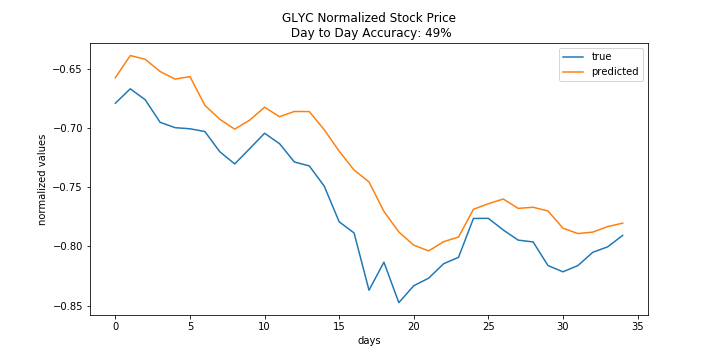 GLYC Normalized Stock Price
Day to Day Accuracy: 49%
true
predicted
normalized values
−0.65
−0.70
−0.75
−0.80
−0.85
0
5
10
15
20
25
30
35
days